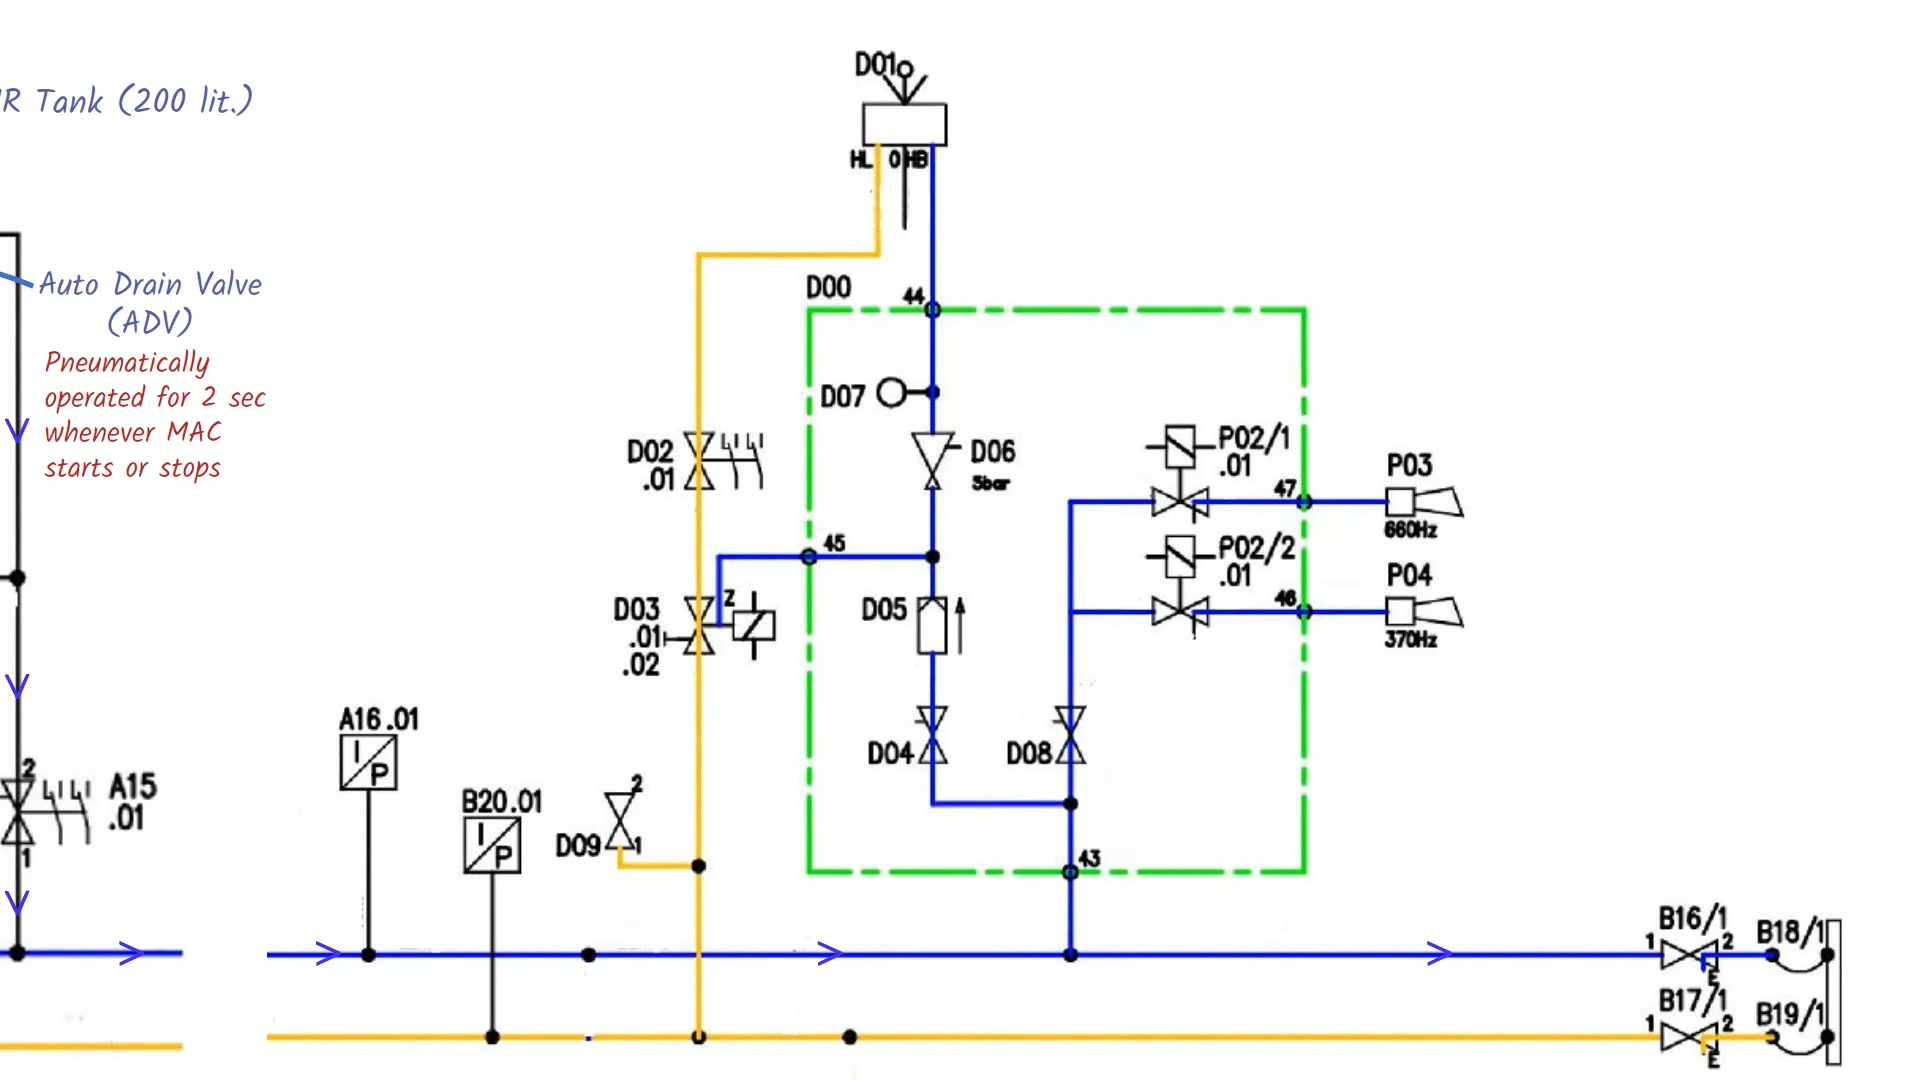 D01
IR Tank (200 lit.)
HL 0 HB
Auto Drain Valve
(ADV)
D00
44
Pneumatically
operated for 2 sec
whenever MAC
starts or stops
D07
D02
.01
D06
5bar
P02/1
.01
47
P03
660Hz
45
P02/2
.01
46
P04
370Hz
D03
.01
.02
Z
D05
A16.01
I
P
D04
D08
2
A15
.01
1
B20.01
I
P
2
D09
1
43
B16/1
1
2
E
B18/1
B17/1
1
2
E
B19/1